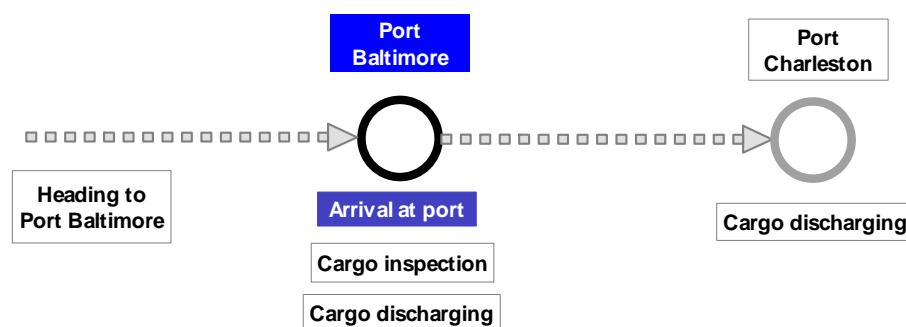 Port
Baltimore
Port
Charleston
Heading to
Port Baltimore
Arrival at port
Cargo inspection
Cargo discharging
Cargo discharging